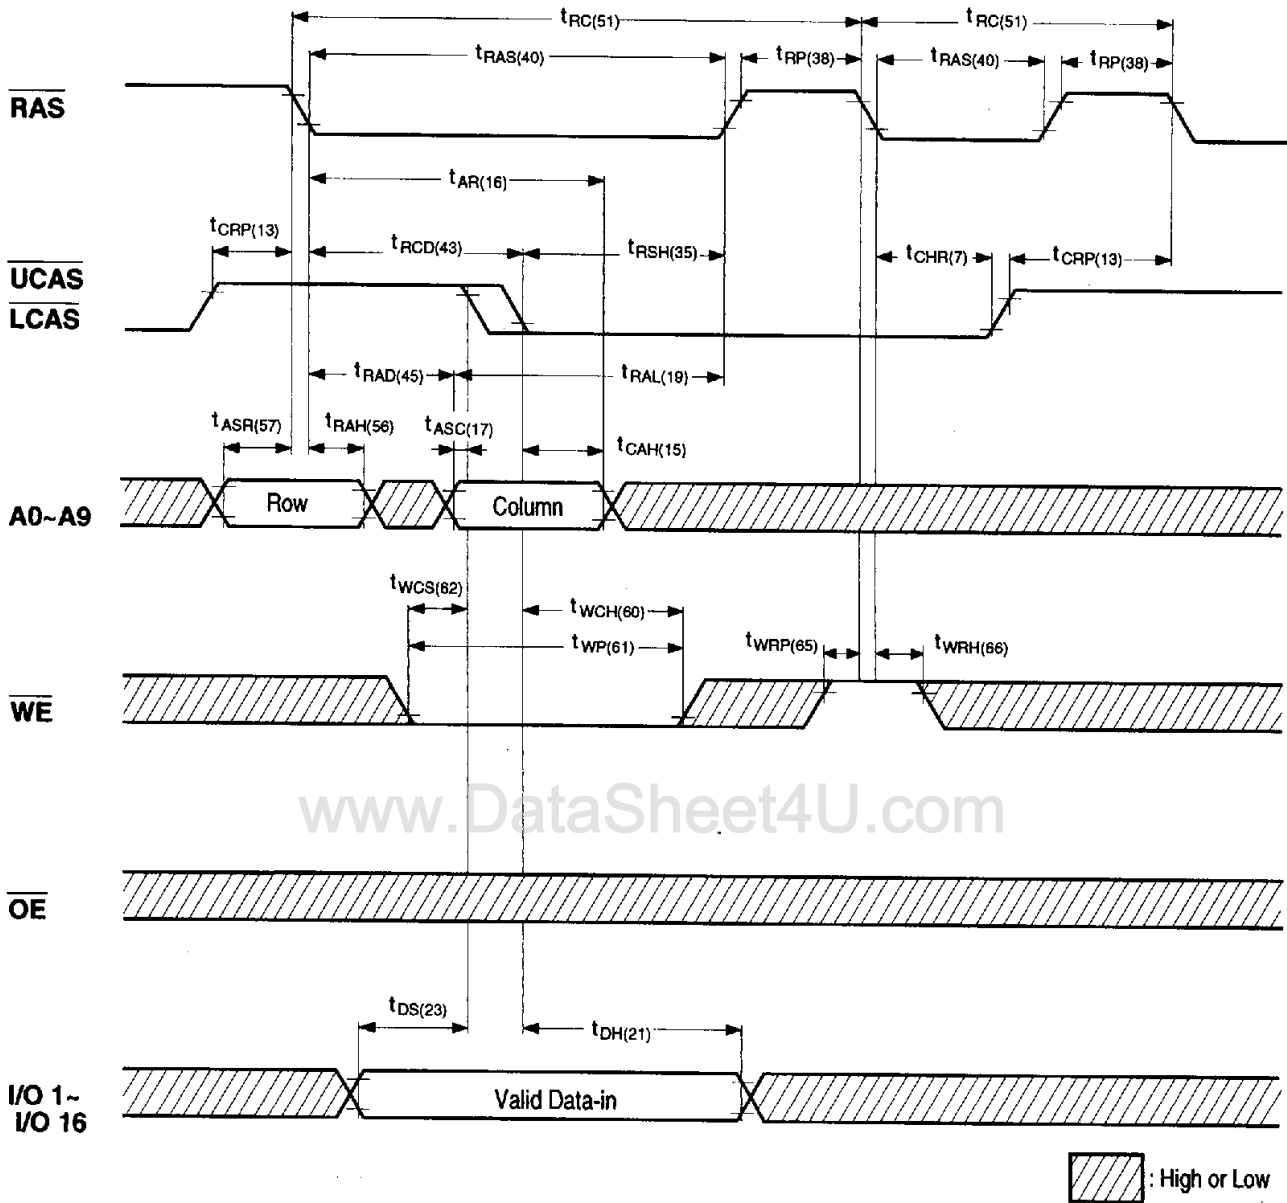 tRC(51) tRC(51)
tRAS(40) tRP(38) tRAS(40) tRP(38)
RAS
tAR(16)
tCRP(13) tRCD(43) tRSH(35) tCHR(7) tCRP(13)
UCAS
LCAS
tRAD(45) tRAL(19)
tASR(57) tRAH(56) tASC(17) tCAH(15)
A0~A9 Row Column
tWCS(62) tWCH(60)
tWP(61) tWRP(65) tWRH(66)
WE
www.DataSheet4U.com
OE
tDS(23) tDH(21)
I/O 1~
I/O 16
Valid Data-in
: High or Low